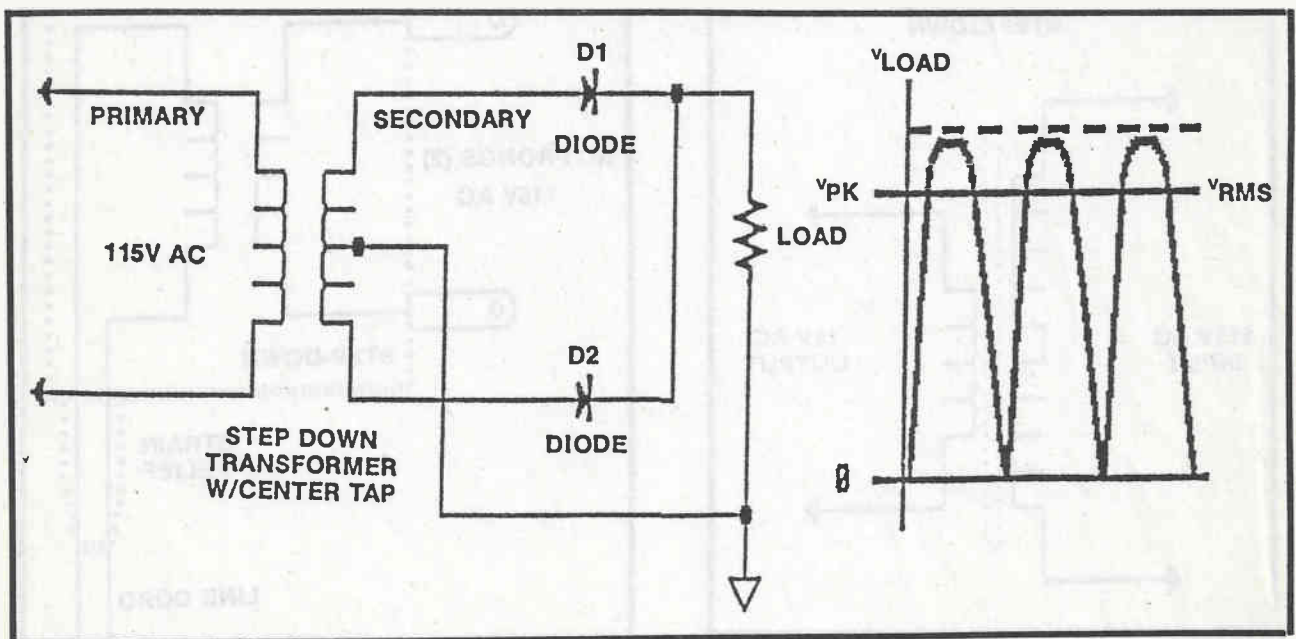 D1
DIODE
PRIMARY
SECONDARY
115V AC
LOAD
D2
DIODE
STEP DOWN
TRANSFORMER
W/CENTER TAP
VLOAD
VPK
VRMS
0